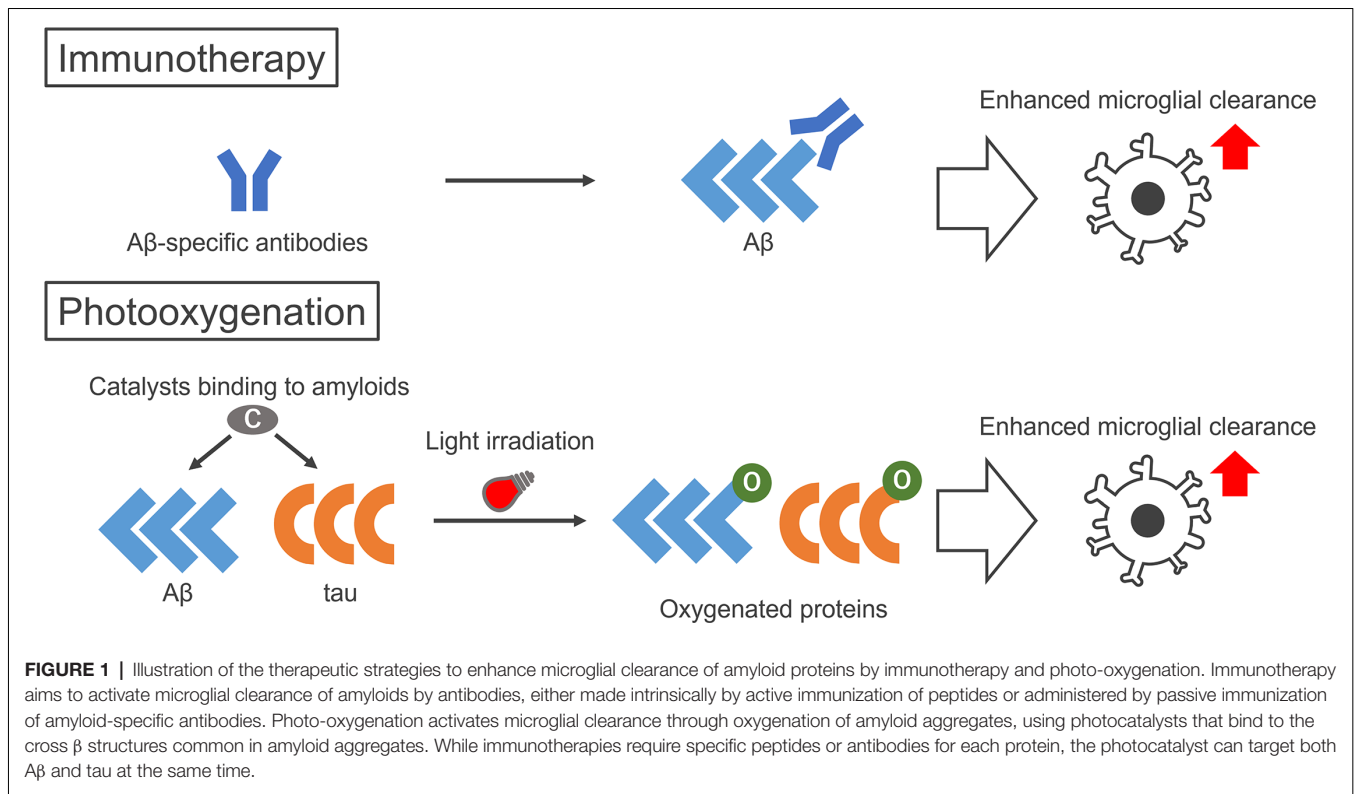 Immunotherapy
Enhanced microglial clearance
Aβ-specific antibodies
Aβ
Photooxygenation
Catalysts binding to amyloids
C
Light irradiation
Enhanced microglial clearance
O
O
Aβ
tau
Oxygenated proteins
FIGURE 1 | Illustration of the therapeutic strategies to enhance microglial clearance of amyloid proteins by immunotherapy and photo-oxygenation. Immunotherapy
aims to activate microglial clearance of amyloids by antibodies, either made intrinsically by active immunization of peptides or administered by passive immunization
of amyloid-specific antibodies. Photo-oxygenation activates microglial clearance through oxygenation of amyloid aggregates, using photocatalysts that bind to the
cross β structures common in amyloid aggregates. While immunotherapies require specific peptides or antibodies for each protein, the photocatalyst can target both
Aβ and tau at the same time.